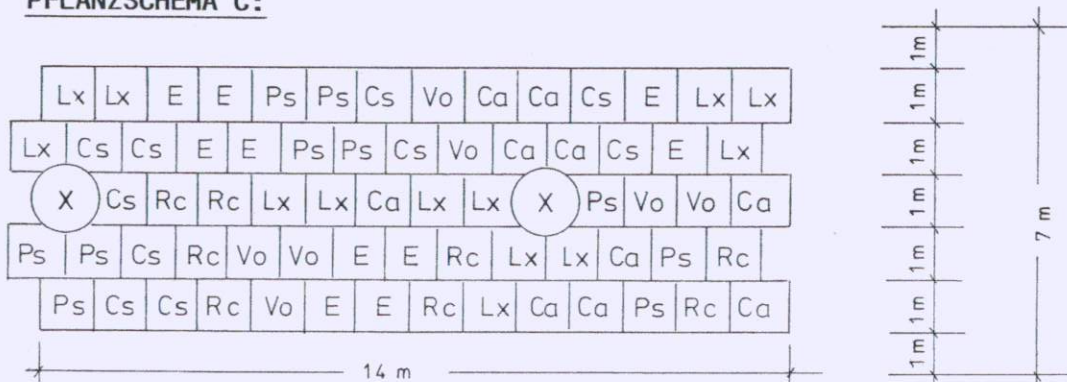 PFLANZSCHEMA C:
Lx Lx E E Ps Ps Cs Vo Ca Ca Cs E Lx Lx
Lx Cs Cs E E Ps Ps Cs Vo Ca Ca Cs E Lx
X Cs Rc Rc Lx Lx Ca Lx Lx X Ps Vo Vo Ca
Ps Ps Cs Rc Vo Vo E E Rc Lx Lx Ca Ps Rc
Ps Cs Cs Rc Vo E E Rc Lx Ca Ca Ps Rc Ca
14 m
1m
1m
1m
1m
1m
1m
1m
7 m